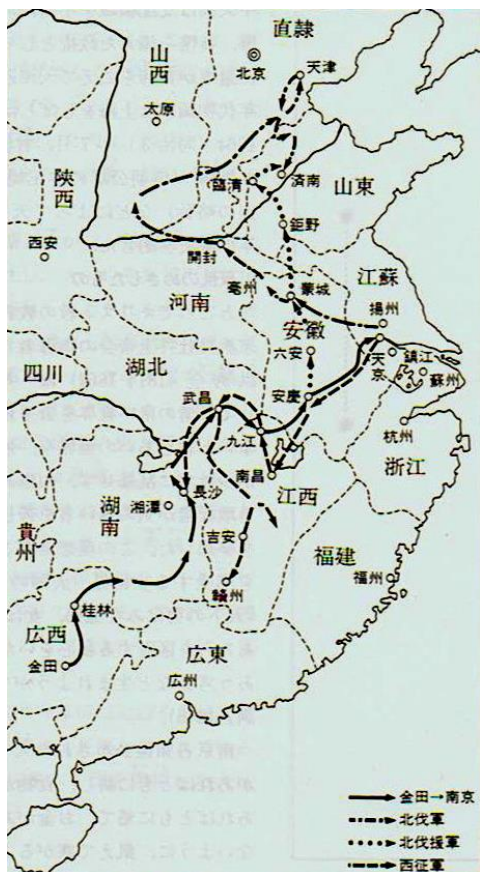 直隷
山西
北京
天津
太原
陝西
臨清
済南
山東
鉅野
西安
開封
江蘇
亳州
蒙城
河南
揚州
安徽
六安
天京
鎮江
蘇州
湖北
四川
安慶
武昌
九江
杭州
浙江
南昌
江西
長沙
湘潭
湖南
貴州
吉安
福建
福州
桂林
広西
金田
広東
広州
金田→南京
北伐軍
北伐援軍
西征軍